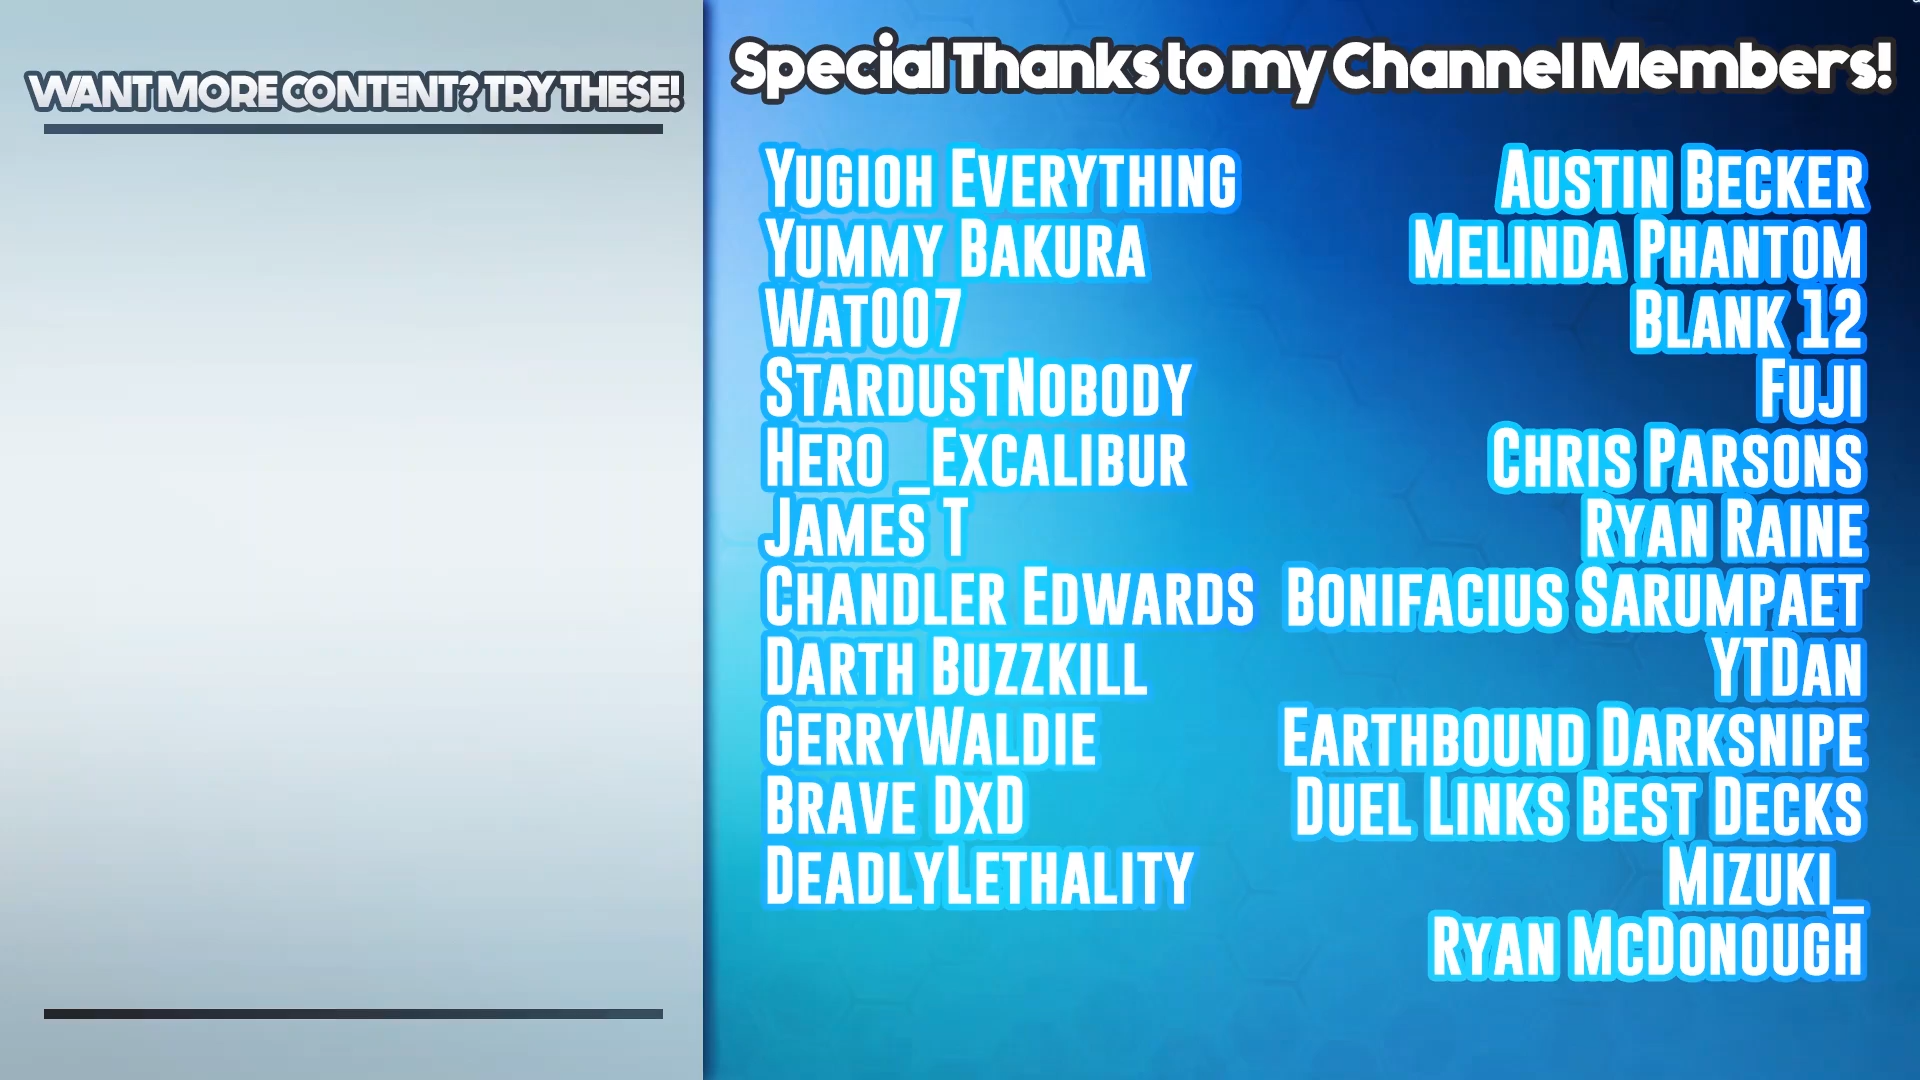 WANT MORE CONTENT? TRY THESE!
Special Thanks to my Channel Members!
Yugioh Everything
Yummy Bakura
Wat007
StardustNobody
Hero _Excalibur
James T
Chandler Edwards
Darth Buzzkill
GerryWaldie
Brave DxD
DeadlyLethality
Austin Becker
Melinda Phantom
Blank 12
Fuji
Chris Parsons
Ryan Raine
Bonifacius Sarumpaet
YTDan
Earthbound Darksnipe
Duel Links Best Decks
Mizuki_
Ryan McDonough